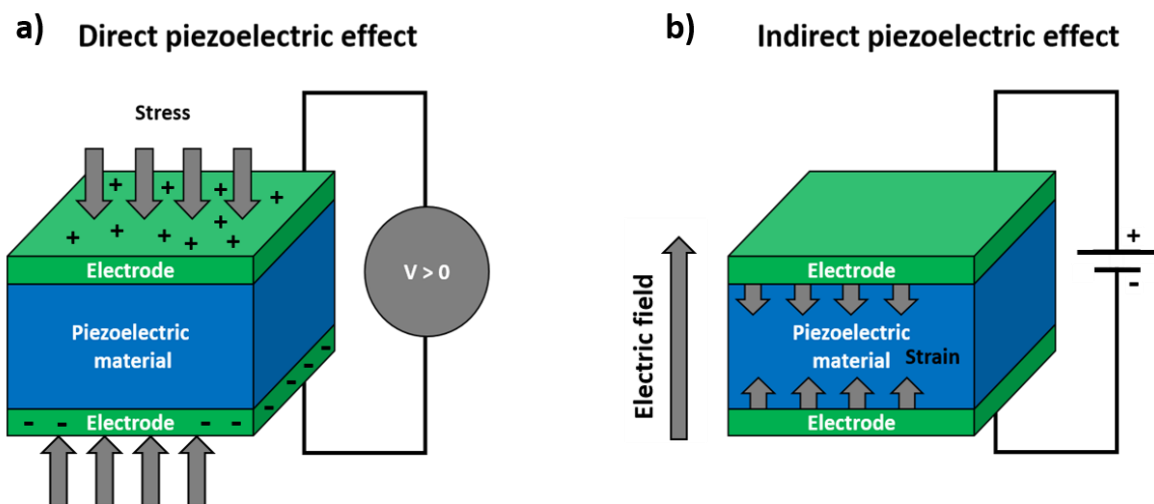 a) Direct piezoelectric effect
Stress
+ + + + + + + + + +
Electrode
Piezoelectric
material
Electrode
- - - - - - - -
V > 0
b) Indirect piezoelectric effect
Electric field
Electrode
Piezoelectric
material
Strain
Electrode
+
-